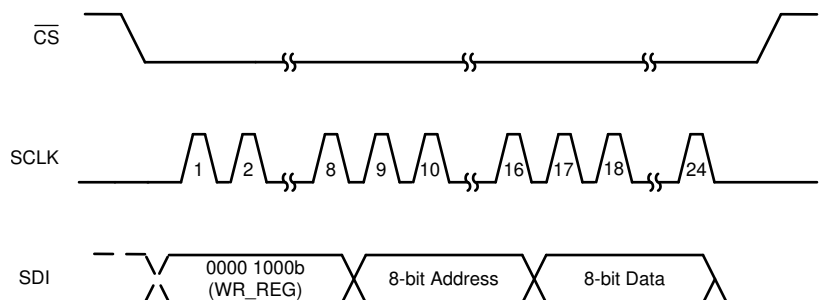 CS
SCLK
1 2 8 9 10 16 17 18 24
SDI
0000 1000b
(WR_REG)
8-bit Address
8-bit Data